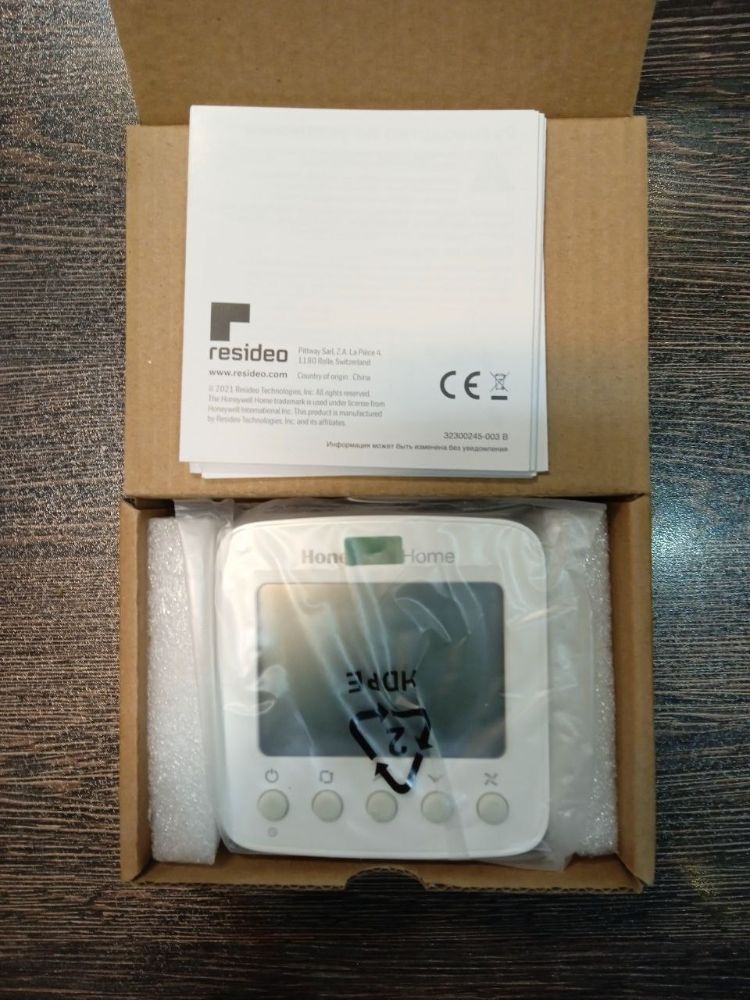 resideo
www.resideo.com
Pittway Sarl, Z.A. La Pièce 4,
1180 Rolle, Switzerland
Country of origin: China
© 2021 Resideo Technologies, Inc. All rights reserved.
The Honeywell Home trademark is used under license from
Honeywell International Inc. This product is manufactured
by Resideo Technologies, Inc. and its affiliates.
CE
32300245-003 B
Информация может быть изменена без уведомления.
Hone Home
HDPE
2